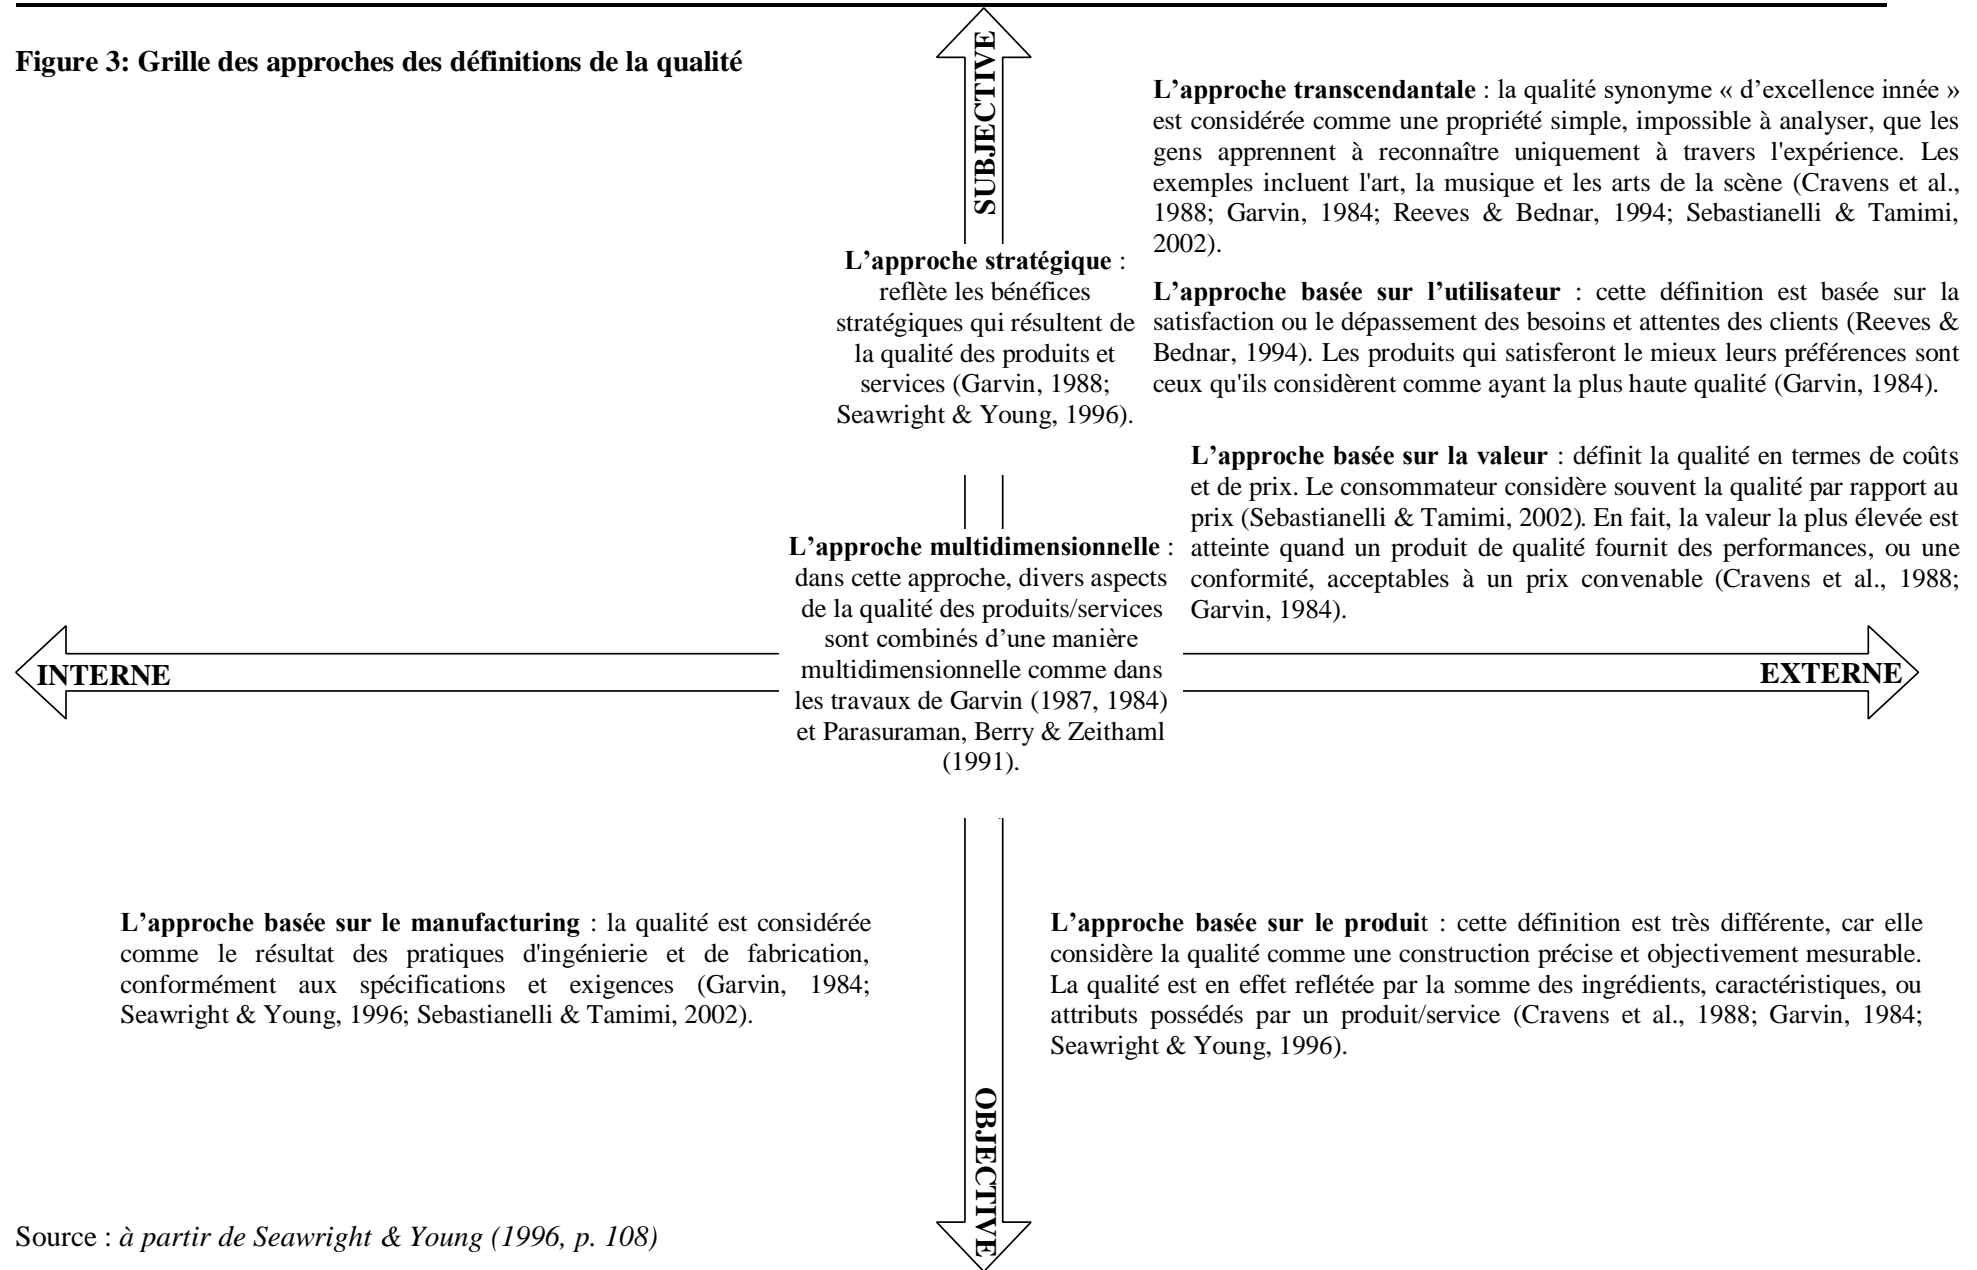 Figure 3: Grille des approches des définitions de la qualité
SUBJECTIVE
L’approche transcendantale : la qualité synonyme « d’excellence innée »
est considérée comme une propriété simple, impossible à analyser, que les
gens apprennent à reconnaître uniquement à travers l'expérience. Les
exemples incluent l'art, la musique et les arts de la scène (Cravens et al.,
1988; Garvin, 1984; Reeves & Bednar, 1994; Sebastianelli & Tamimi,
2002).
L’approche stratégique :
reflète les bénéfices
stratégiques qui résultent de
la qualité des produits et
services (Garvin, 1988;
Seawright & Young, 1996).
L’approche basée sur l’utilisateur : cette définition est basée sur la
satisfaction ou le dépassement des besoins et attentes des clients (Reeves &
Bednar, 1994). Les produits qui satisferont le mieux leurs préférences sont
ceux qu'ils considèrent comme ayant la plus haute qualité (Garvin, 1984).
L’approche basée sur la valeur : définit la qualité en termes de coûts
et de prix. Le consommateur considère souvent la qualité par rapport au
prix (Sebastianelli & Tamimi, 2002). En fait, la valeur la plus élevée est
atteinte quand un produit de qualité fournit des performances, ou une
conformité, acceptables à un prix convenable (Cravens et al., 1988;
Garvin, 1984).
L’approche multidimensionnelle :
dans cette approche, divers aspects
de la qualité des produits/services
sont combinés d’une manière
multidimensionnelle comme dans
les travaux de Garvin (1987, 1984)
et Parasuraman, Berry & Zeithaml
(1991).
INTERNE
EXTERNE
L’approche basée sur le manufacturing : la qualité est considérée
comme le résultat des pratiques d'ingénierie et de fabrication,
conformément aux spécifications et exigences (Garvin, 1984;
Seawright & Young, 1996; Sebastianelli & Tamimi, 2002).
L’approche basée sur le produit : cette définition est très différente, car elle
considère la qualité comme une construction précise et objectivement mesurable.
La qualité est en effet reflétée par la somme des ingrédients, caractéristiques, ou
attributs possédés par un produit/service (Cravens et al., 1988; Garvin, 1984;
Seawright & Young, 1996).
OBJECTIVE
Source : à partir de Seawright & Young (1996, p. 108)